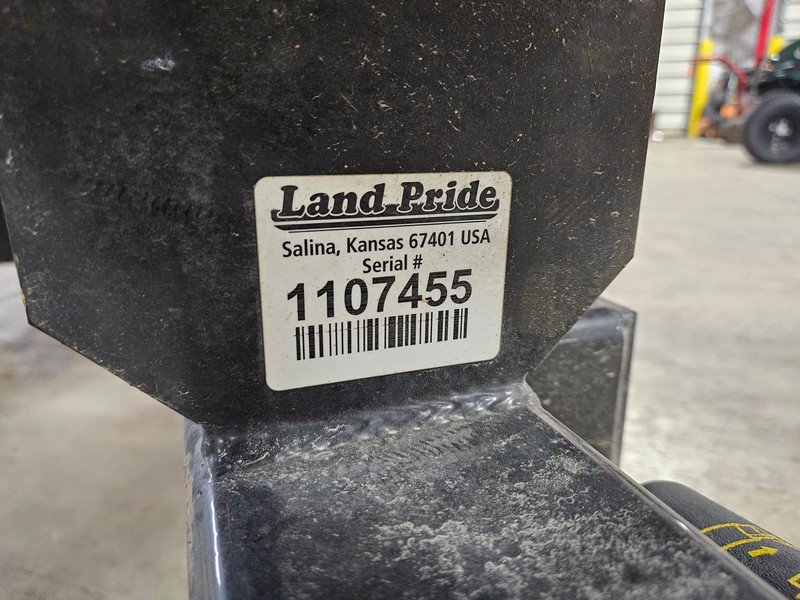 Land Pride
Salina, Kansas 67401 USA
Serial #
1107455